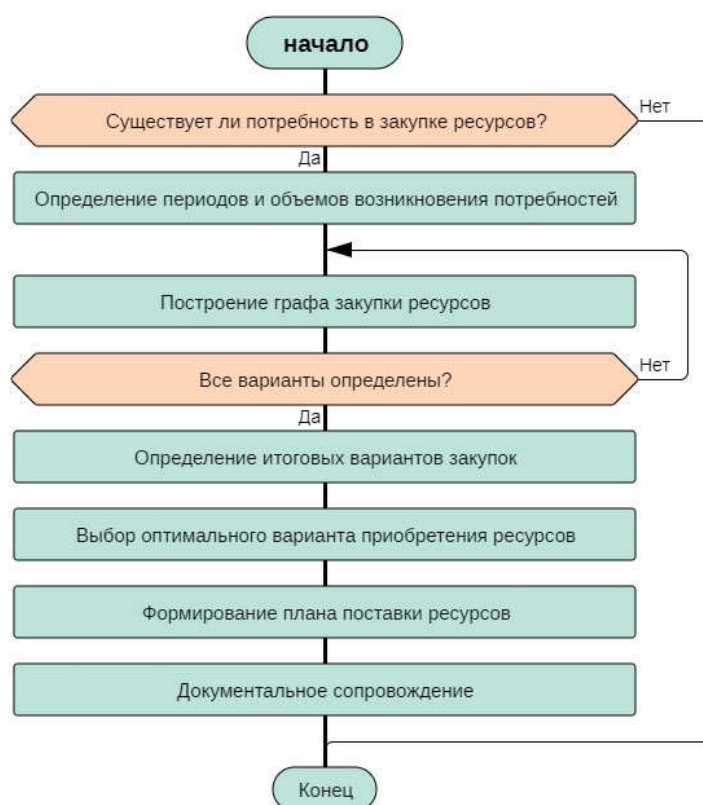 начало
Существует ли потребность в закупке ресурсов?
Нет
Да
Определение периодов и объемов возникновения потребностей
Построение графа закупки ресурсов
Все варианты определены?
Нет
Да
Определение итоговых вариантов закупок
Выбор оптимального варианта приобретения ресурсов
Формирование плана поставки ресурсов
Документальное сопровождение
Конец